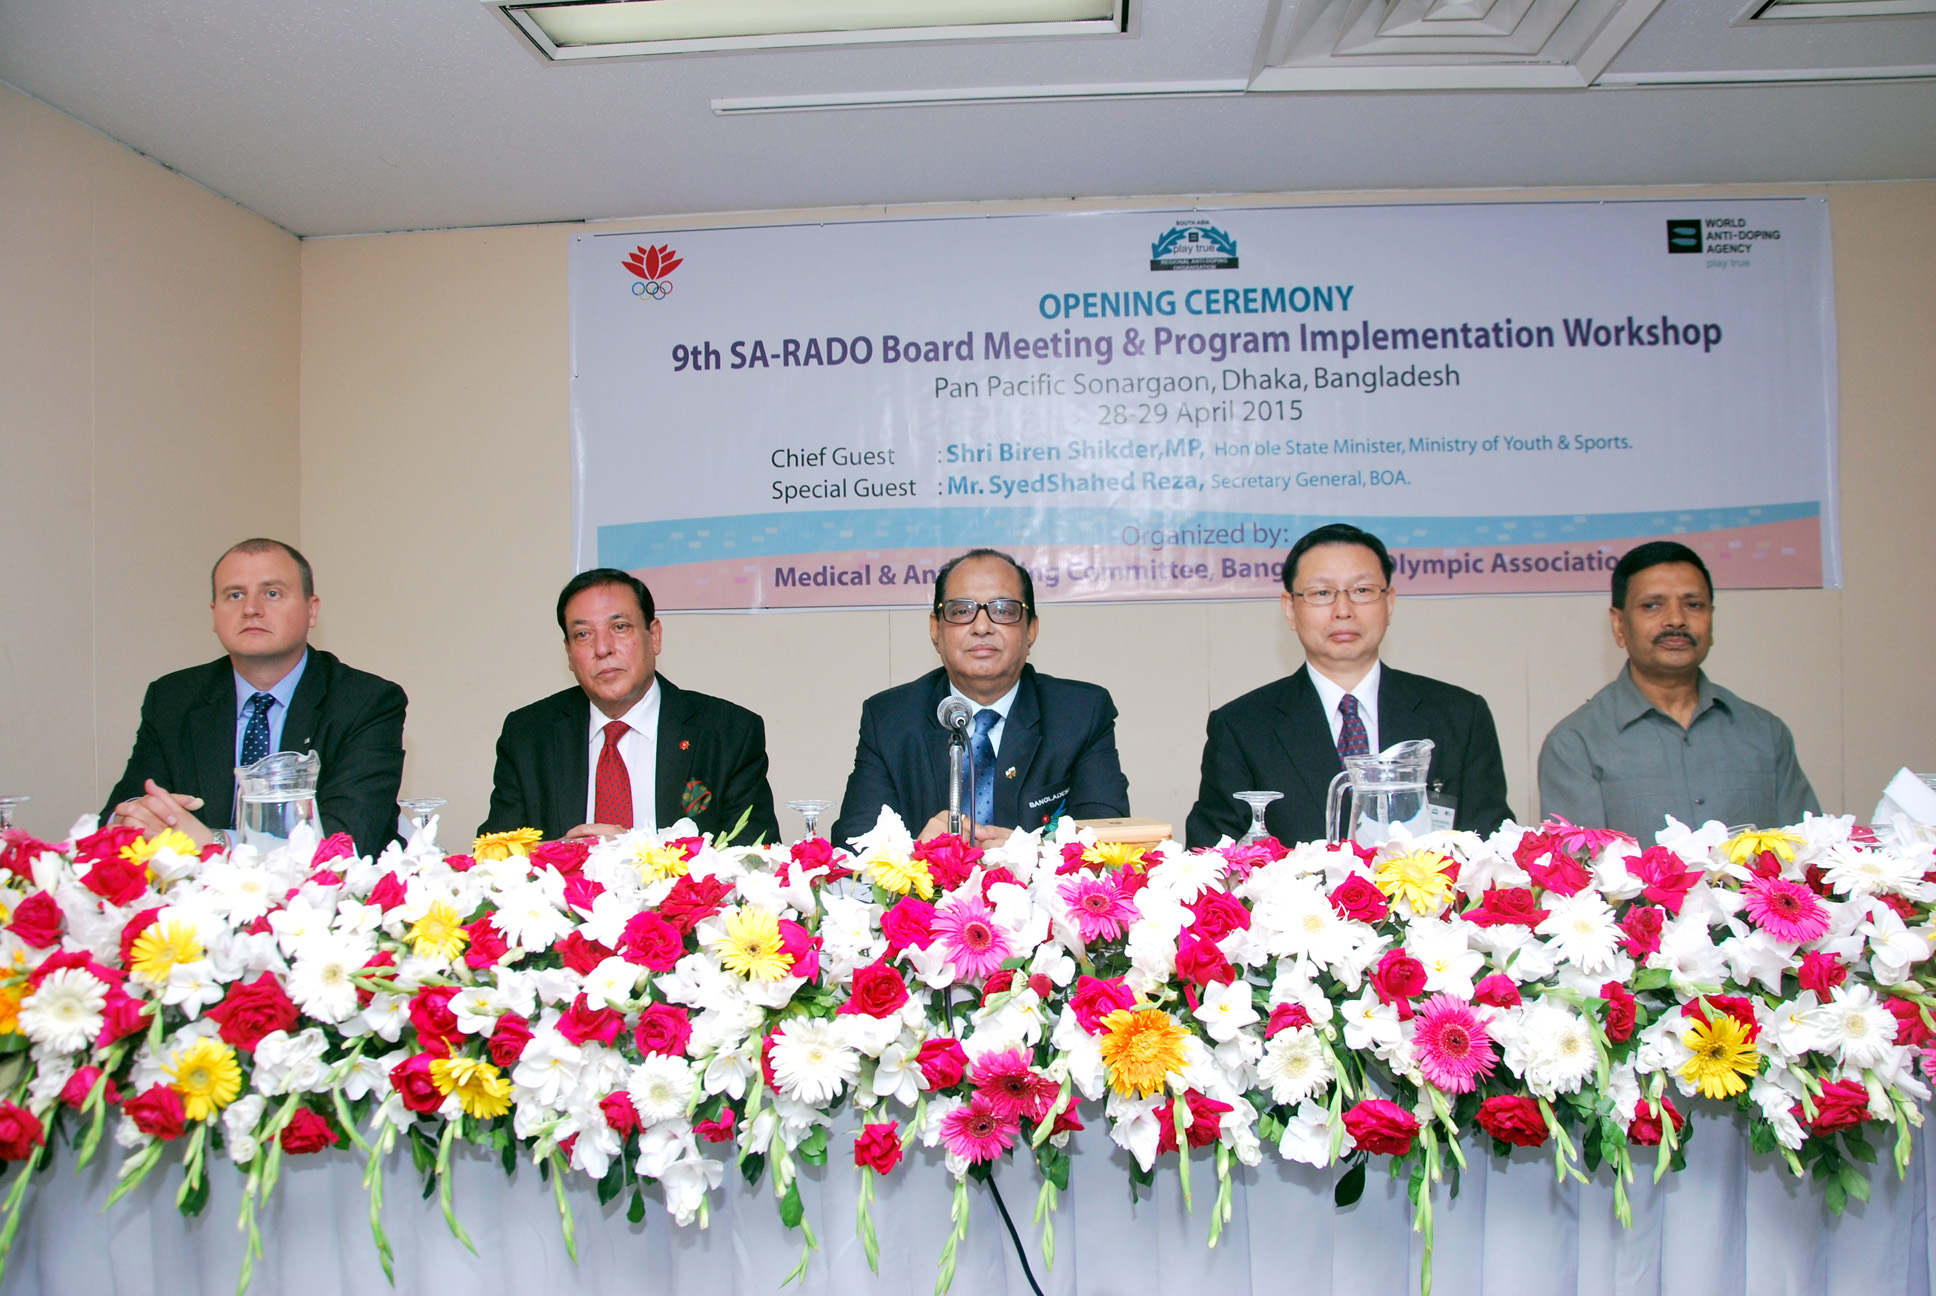 SOUTH ASIA
play true
REGIONAL ANTI-DOPING
ORGANISATION
WORLD
ANTI-DOPING
AGENCY
play true
OPENING CEREMONY
9th SA-RADO Board Meeting & Program Implementation Workshop
Pan Pacific Sonargaon, Dhaka, Bangladesh
28-29 April 2015
Chief Guest : Shri Biren Shikder,MP, Hon'ble State Minister, Ministry of Youth & Sports.
Special Guest : Mr. SyedShahed Reza, Secretary General, BOA.
Organized by:
Medical & An ing Committee, Bang Olympic Associatio
BANGLADES